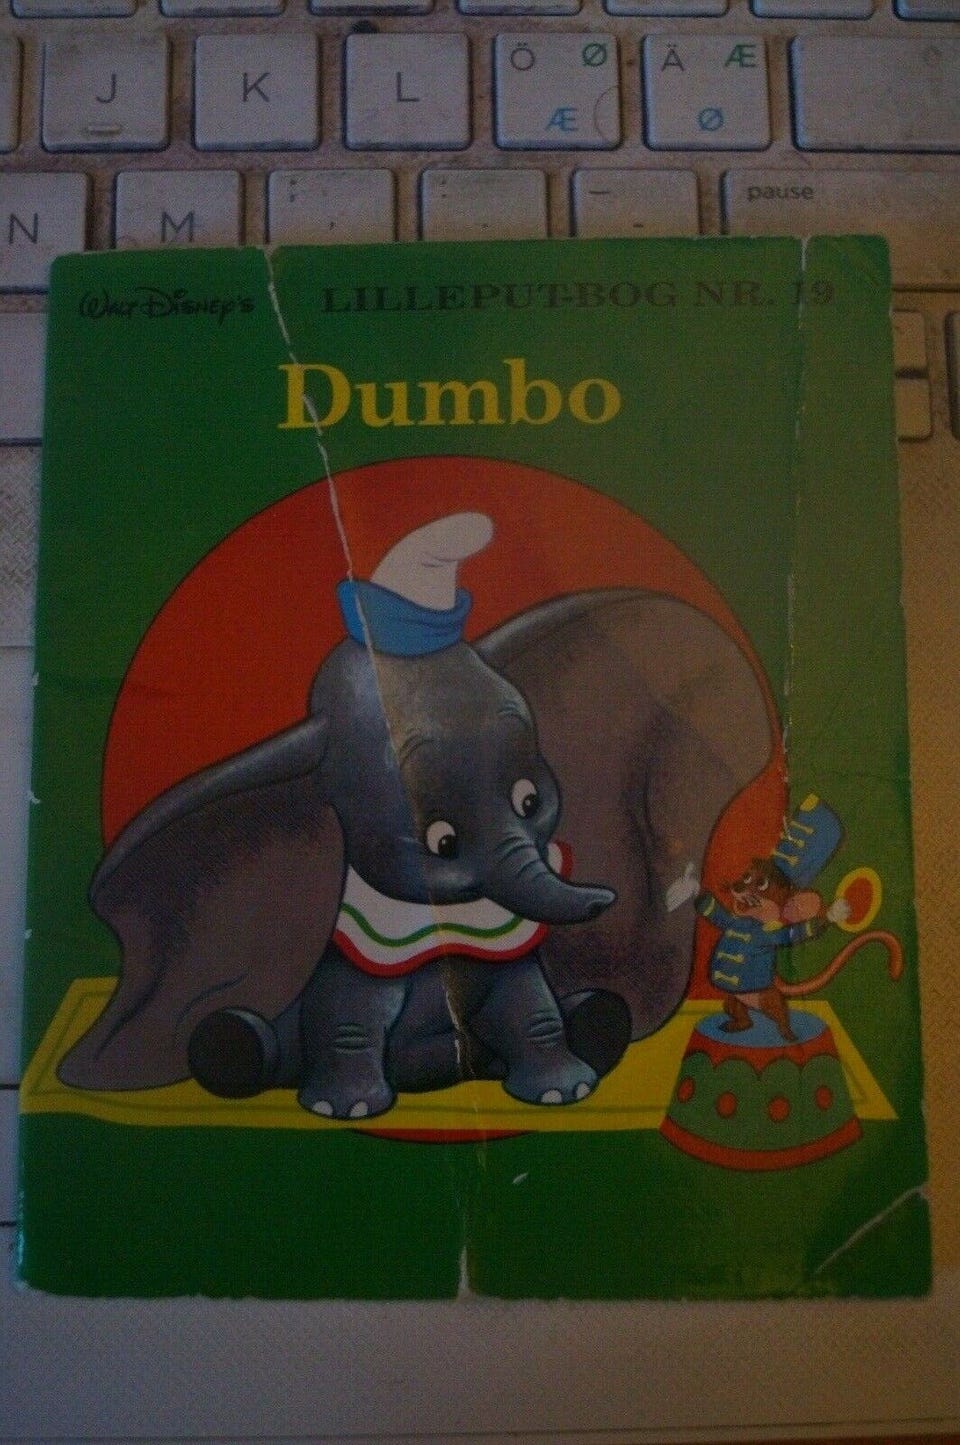 J K L Ö Ø Æ Ä Æ Ø
N M ; , : . _ - pause
Walt Disney's LILLEPUT-BOG NR. 19
Dumbo